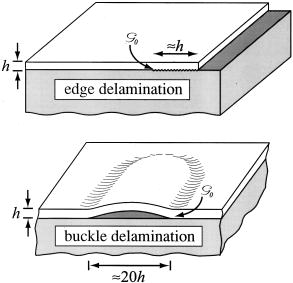 𝒢₀
≈h
h
edge delamination
𝒢₀
h
buckle delamination
≈20h